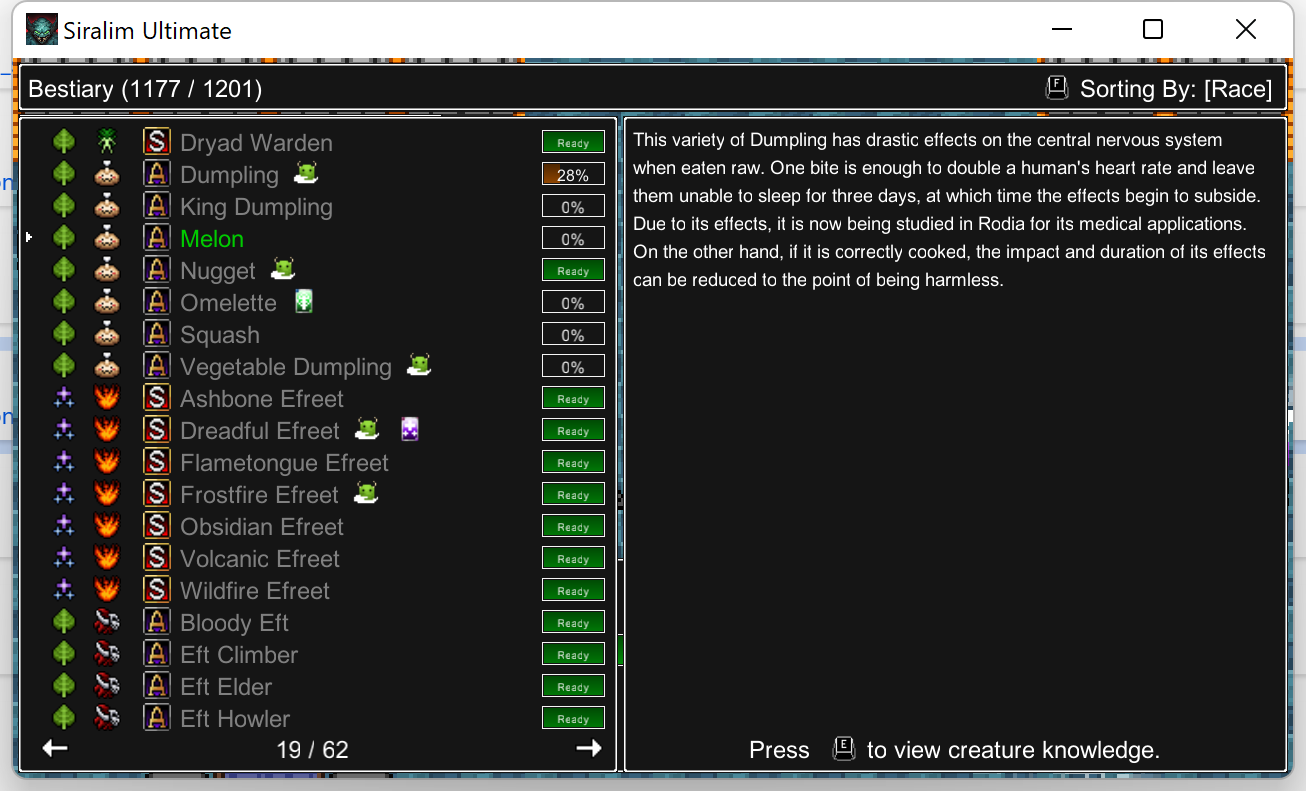 Siralim Ultimate
Bestiary (1177 / 1201)
F Sorting By: [Race]
S Dryad Warden Ready
A Dumpling 28%
A King Dumpling 0%
A Melon 0%
A Nugget Ready
A Omelette 0%
A Squash 0%
A Vegetable Dumpling 0%
S Ashbone Efreet Ready
S Dreadful Efreet Ready
S Flametongue Efreet Ready
S Frostfire Efreet Ready
S Obsidian Efreet Ready
S Volcanic Efreet Ready
S Wildfire Efreet Ready
A Bloody Eft Ready
A Eft Climber Ready
A Eft Elder Ready
A Eft Howler Ready
19 / 62
This variety of Dumpling has drastic effects on the central nervous system
when eaten raw. One bite is enough to double a human's heart rate and leave
them unable to sleep for three days, at which time the effects begin to subside.
Due to its effects, it is now being studied in Rodia for its medical applications.
On the other hand, if it is correctly cooked, the impact and duration of its effects
can be reduced to the point of being harmless.
Press E to view creature knowledge.